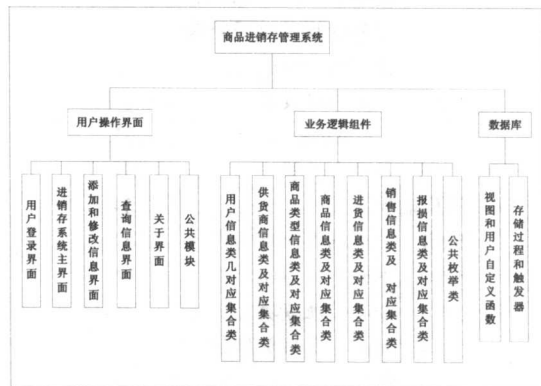 商品进销存管理系统
用户操作界面
业务逻辑组件
数据库
用户登录界面
进销存系统主界面
添加和修改信息界面
查询信息界面
关于界面
公共模块
用户信息类几对应集合类
供货商信息类及对应集合类
商品类型信息类及对应集合类
商品信息类及对应集合类
进货信息类及对应集合类
销售信息类及 对应集合类
报损信息类及对应集合类
公共枚举类
视图和用户自定义函数
存储过程和触发器